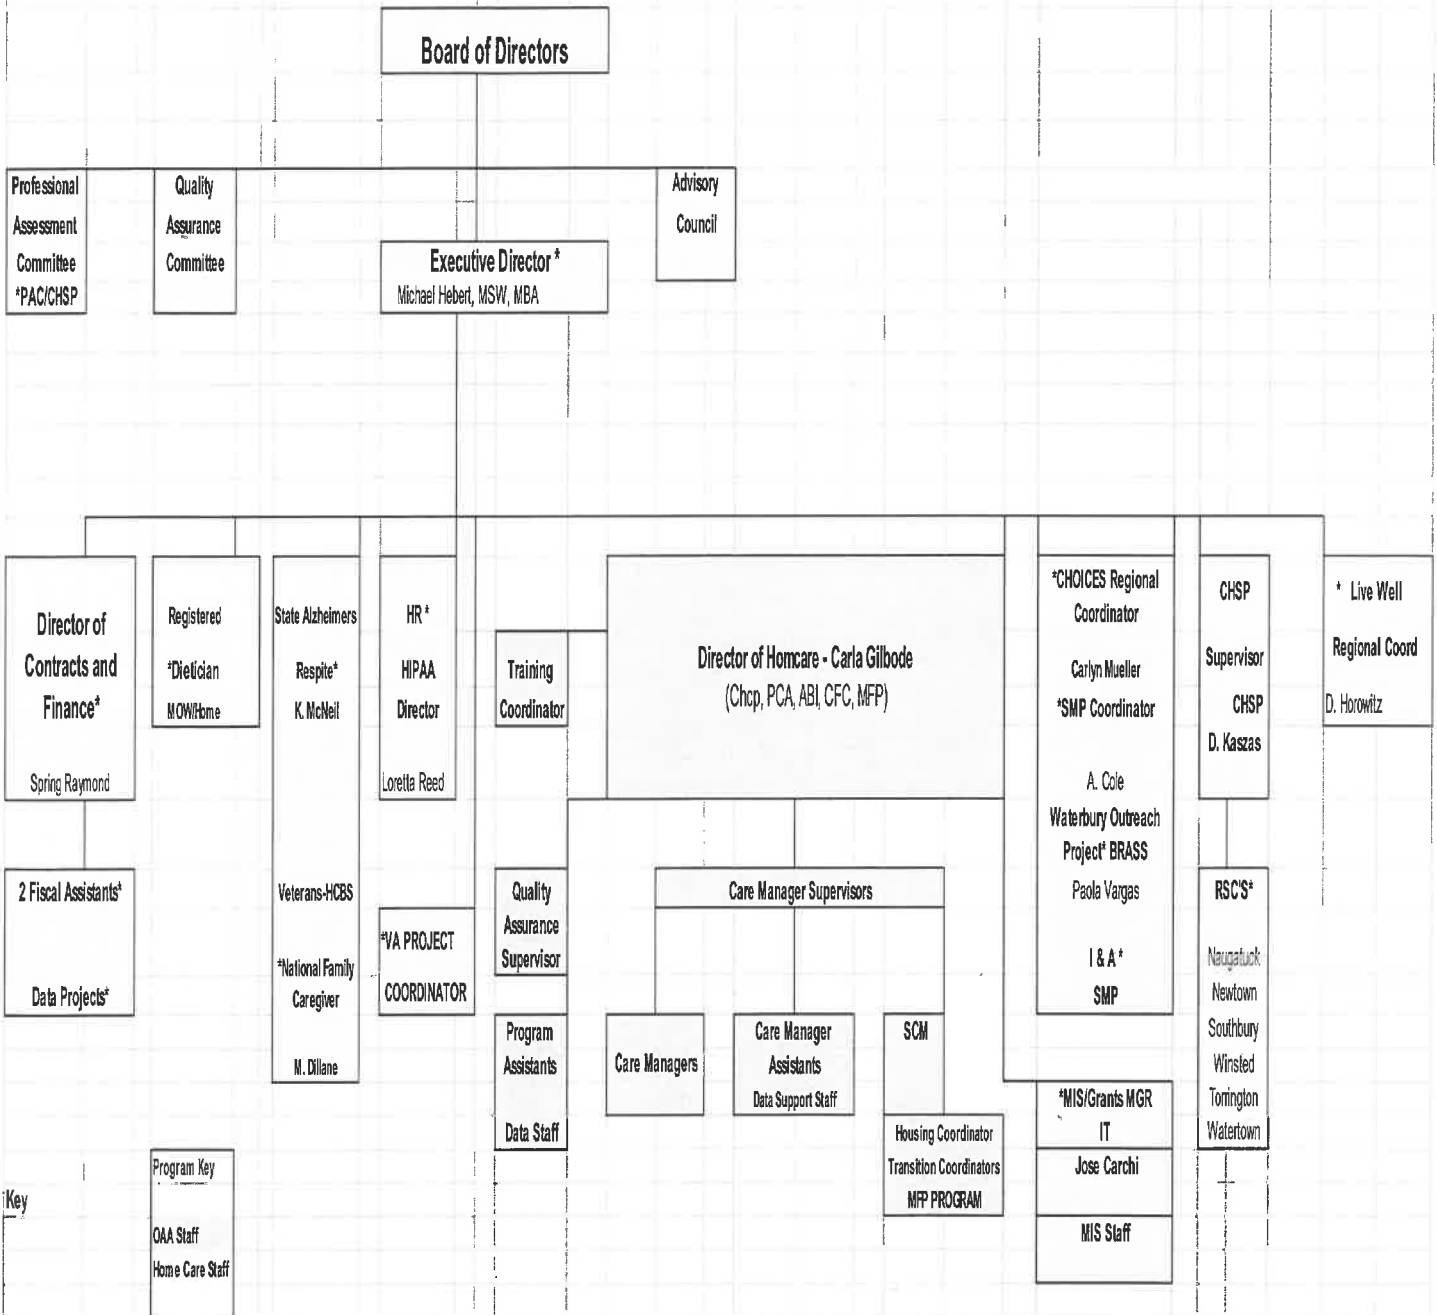 Board of Directors
Professional
Assessment
Committee
*PAC/CHSP
Quality
Assurance
Committee
Advisory
Council
Executive Director *
Michael Hebert, MSW, MBA
Director of
Contracts and
Finance*
Spring Raymond
Registered
*Dietician
MOW/Home
State Alzheimers
Respite*
K. McNeil
Veterans-HCBS
*National Family
Caregiver
M. Dillane
HR *
HIPAA
Director
Loretta Reed
*VA PROJECT
COORDINATOR
Training
Coordinator
Director of Homcare - Carla Gilbode
(Chcp, PCA, ABI, CFC, MFP)
*CHOICES Regional
Coordinator
Carlyn Mueller
*SMP Coordinator
A. Cole
Waterbury Outreach
Project* BRASS
Paola Vargas
I & A *
SMP
CHSP
Supervisor
CHSP
D. Kaszas
* Live Well
Regional Coord
D. Horowitz
2 Fiscal Assistants*
Data Projects*
Quality
Assurance
Supervisor
Program
Assistants
Data Staff
Care Manager Supervisors
Care Managers
Care Manager
Assistants
Data Support Staff
SCM
Housing Coordinator
Transition Coordinators
MFP PROGRAM
*MIS/Grants MGR
IT
Jose Carchi
MIS Staff
RSC'S*
Naugatuck
Newtown
Southbury
Winsted
Torrington
Watertown
Key
Program Key
OAA Staff
Home Care Staff